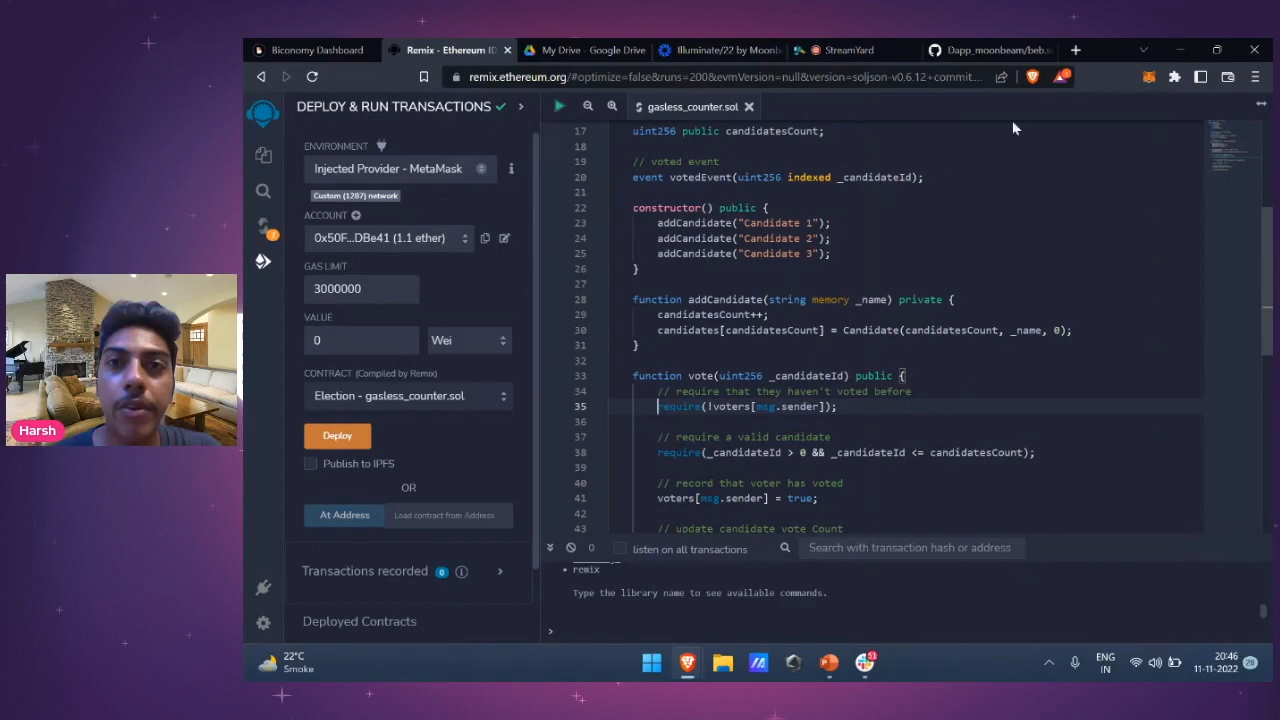 Biconomy Dashboard
Remix - Ethereum ID
My Drive - Google Drive
Illuminate/22 by Moonb
StreamYard
Dapp_moonbeam/beb.sc
remix.ethereum.org/#optimize=false&runs=200&evmVersion=null&version=soljson-v0.6.12+commit....
DEPLOY & RUN TRANSACTIONS
ENVIRONMENT
Injected Provider - MetaMask
Custom (1287) network
ACCOUNT
0x50F...DBe41 (1.1 ether)
GAS LIMIT
3000000
VALUE
0
Wei
CONTRACT (Compiled by Remix)
Election - gasless_counter.sol
Deploy
Publish to IPFS
OR
At Address
Load contract from Address
Transactions recorded 0
Deployed Contracts
gasless_counter.sol
17 uint256 public candidatesCount;
18
19 // voted event
20 event votedEvent(uint256 indexed _candidateId);
21
22 constructor() public {
23 addCandidate("Candidate 1");
24 addCandidate("Candidate 2");
25 addCandidate("Candidate 3");
26 }
27
28 function addCandidate(string memory _name) private {
29 candidatesCount++;
30 candidates[candidatesCount] = Candidate(candidatesCount, _name, 0);
31 }
32
33 function vote(uint256 _candidateId) public {
34 // require that they haven't voted before
35 require(!voters[msg.sender]);
36
37 // require a valid candidate
38 require(_candidateId > 0 && _candidateId <= candidatesCount);
39
40 // record that voter has voted
41 voters[msg.sender] = true;
42
43 // update candidate vote Count
0
listen on all transactions
Search with transaction hash or address
remix
Type the library name to see available commands.
Harsh
22°C
Smoke
51
ENG
IN
20:46
11-11-2022
28